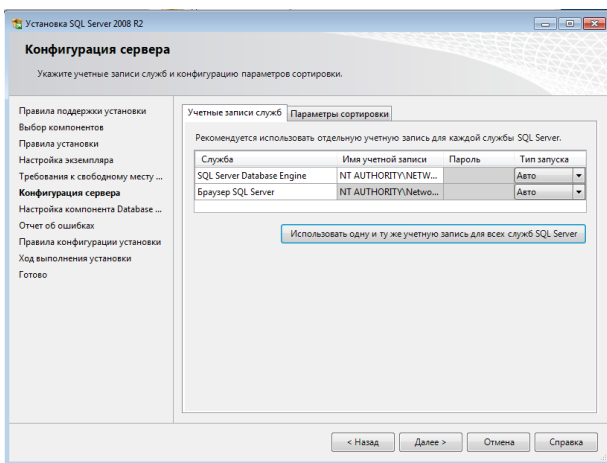 Установка SQL Server 2008 R2
Конфигурация сервера
Укажите учетные записи служб и конфигурацию параметров сортировки.
Правила поддержки установки
Выбор компонентов
Правила установки
Настройка экземпляра
Требования к свободному месту ...
Конфигурация сервера
Настройка компонента Database ...
Отчет об ошибках
Правила конфигурации установки
Ход выполнения установки
Готово
Учетные записи служб Параметры сортировки
Рекомендуется использовать отдельную учетную запись для каждой службы SQL Server.
Служба Имя учетной записи Пароль Тип запуска
SQL Server Database Engine NT AUTHORITY\NETW... Авто
Браузер SQL Server NT AUTHORITY\Netwo... Авто
Использовать одну и ту же учетную запись для всех служб SQL Server
< Назад Далее > Отмена Справка